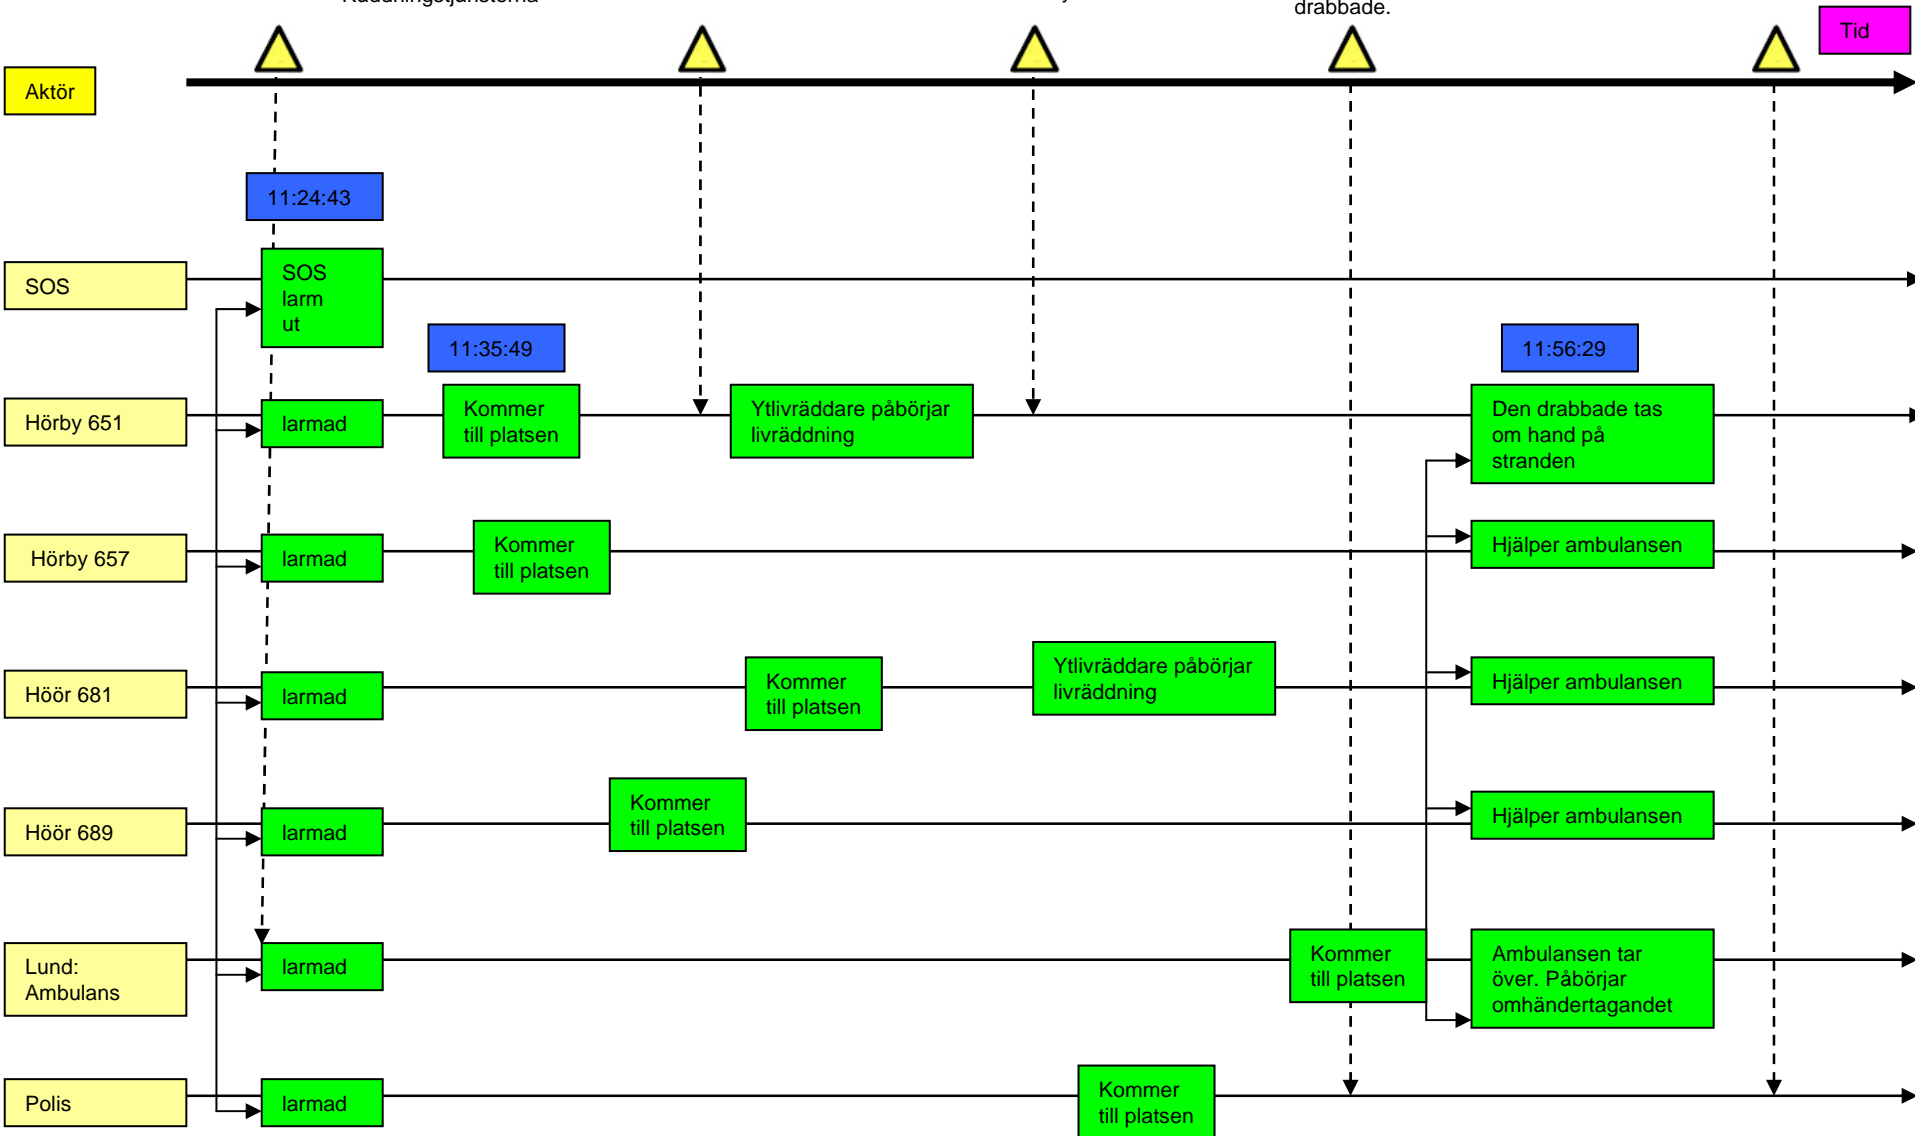 drabbade.
Tid
Aktör
11:24:43
SOS
SOS
larm
ut
11:35:49
11:56:29
Hörby 651
larmad
Kommer
till platsen
Ytlivräddare påbörjar
livräddning
Den drabbade tas
om hand på
stranden
Hörby 657
larmad
Kommer
till platsen
Hjälper ambulansen
Höör 681
larmad
Kommer
till platsen
Ytlivräddare påbörjar
livräddning
Hjälper ambulansen
Höör 689
larmad
Kommer
till platsen
Hjälper ambulansen
Lund:
Ambulans
larmad
Kommer
till platsen
Ambulansen tar
över. Påbörjar
omhändertagandet
Polis
larmad
Kommer
till platsen